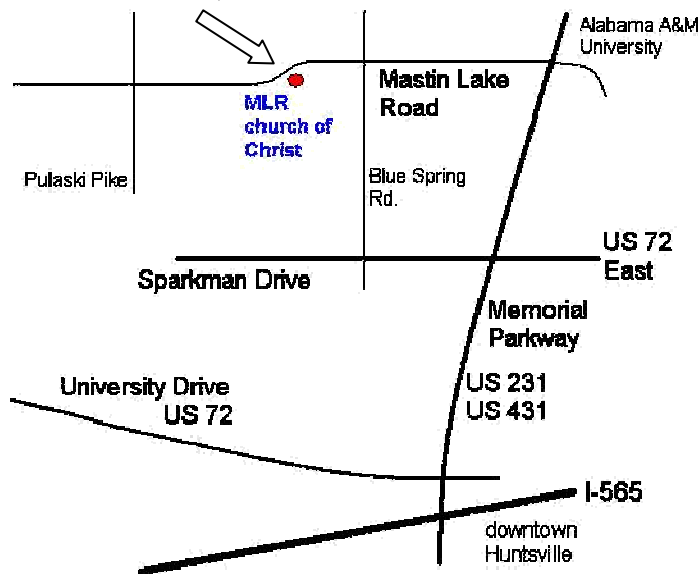 Alabama A&M
University
Mastin Lake
Road
MLR
church of
Christ
Pulaski Pike
Blue Spring
Rd.
US 72
East
Sparkman Drive
Memorial
Parkway
University Drive
US 72
US 231
US 431
I-565
downtown
Huntsville